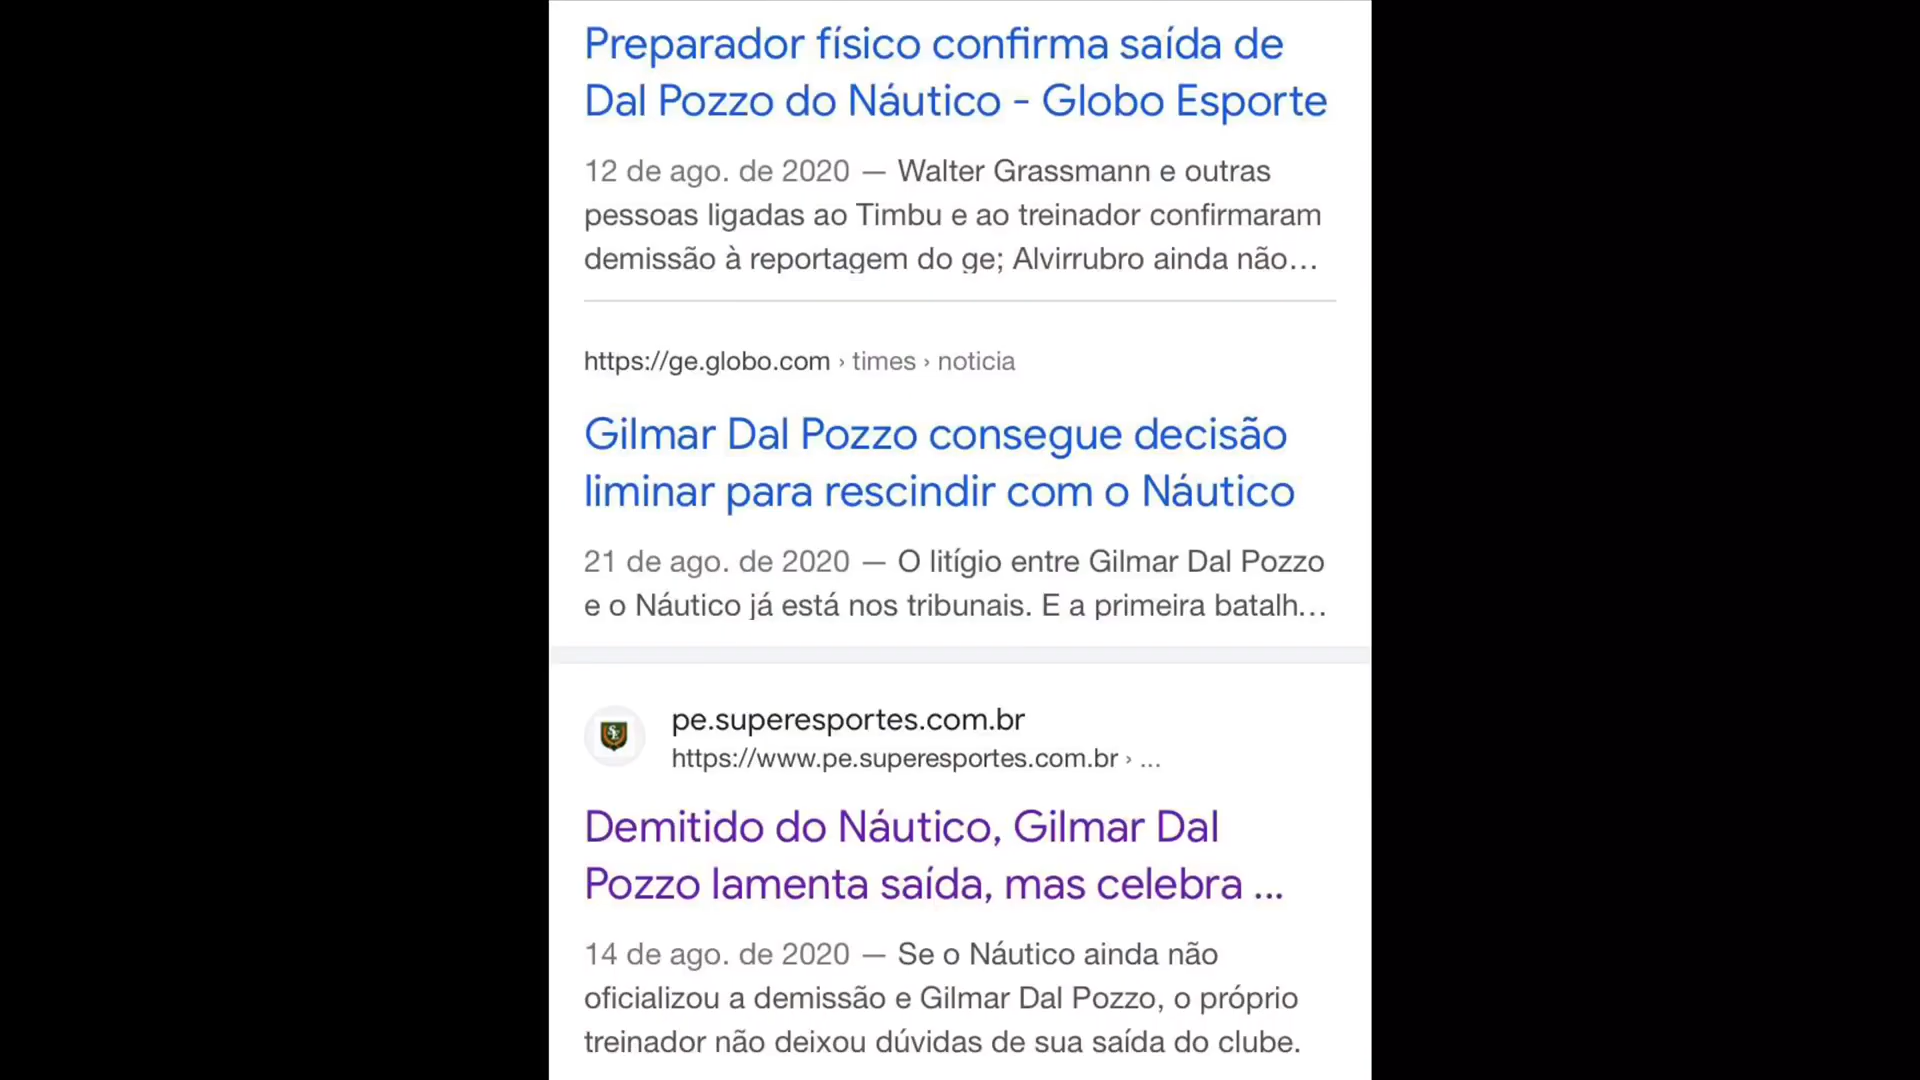 Preparador físico confirma saída de
Dal Pozzo do Náutico - Globo Esporte
12 de ago. de 2020 — Walter Grassmann e outras
pessoas ligadas ao Timbu e ao treinador confirmaram
demissão à reportagem do ge; Alvirrubro ainda não...
https://ge.globo.com › times › noticia
Gilmar Dal Pozzo consegue decisão
liminar para rescindir com o Náutico
21 de ago. de 2020 — O litígio entre Gilmar Dal Pozzo
e o Náutico já está nos tribunais. E a primeira batalh...
SE
pe.superesportes.com.br
https://www.pe.superesportes.com.br › ...
Demitido do Náutico, Gilmar Dal
Pozzo lamenta saída, mas celebra ...
14 de ago. de 2020 — Se o Náutico ainda não
oficializou a demissão e Gilmar Dal Pozzo, o próprio
treinador não deixou dúvidas de sua saída do clube.